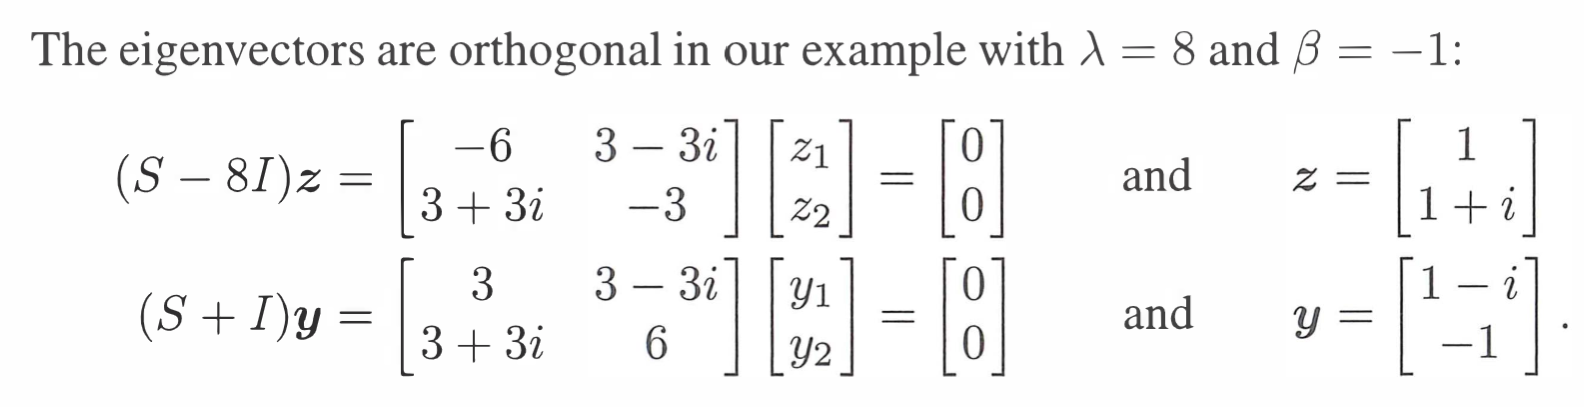 The eigenvectors are orthogonal in our example with λ = 8 and β = −1:
(S − 8I)z = [−6 3 − 3i; 3 + 3i −3] [z₁; z₂] = [0; 0] and z = [1; 1 + i]
(S + I)y = [3 3 − 3i; 3 + 3i 6] [y₁; y₂] = [0; 0] and y = [1 − i; −1].